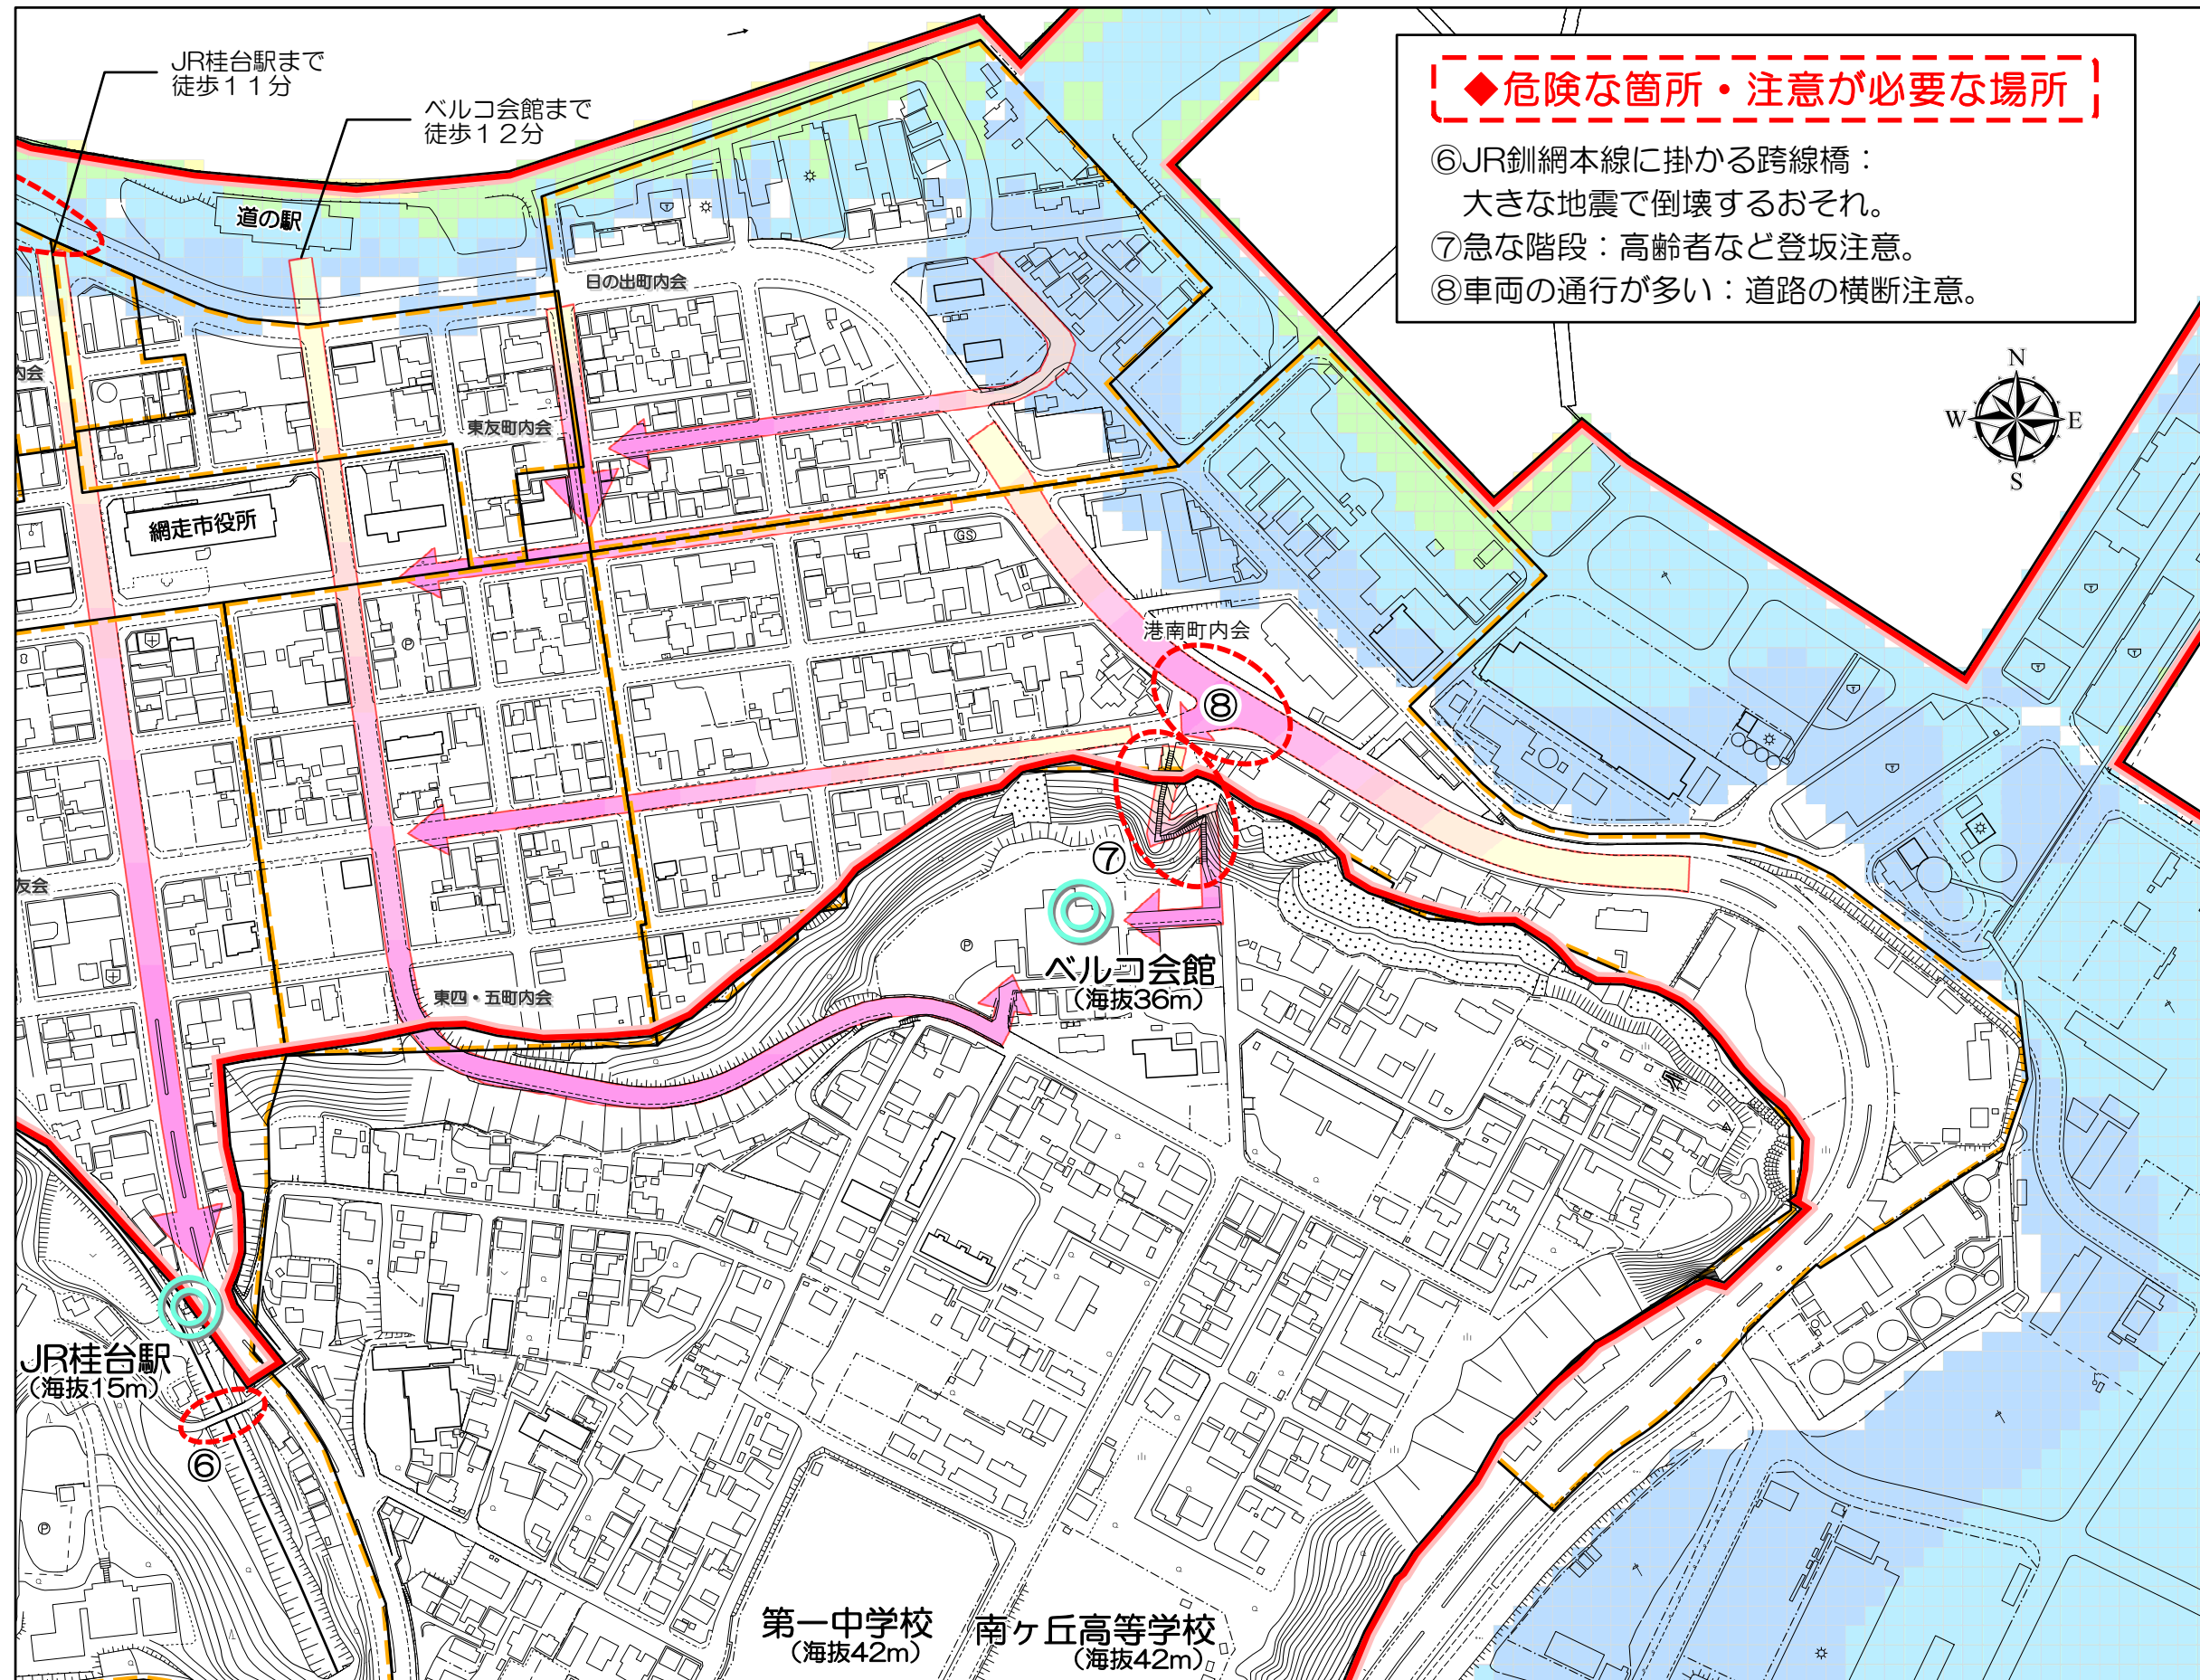 JR桂台駅まで
徒歩11分
ベルコ会館まで
徒歩12分
◆危険な箇所・注意が必要な場所
⑥JR釧網本線に掛かる跨線橋：
大きな地震で倒壊するおそれ。
⑦急な階段：高齢者など登坂注意。
⑧車両の通行が多い：道路の横断注意。
道の駅
日の出町内会
内会
N
W
E
S
東友町内会
網走市役所
GS
港南町内会
P
⑧
⑦
友会
ベルコ会館
（海抜36m）
P
東四・五町内会
JR桂台駅
（海抜15m）
⑥
P
第一中学校
（海抜42m）
南ヶ丘高等学校
（海抜42m）